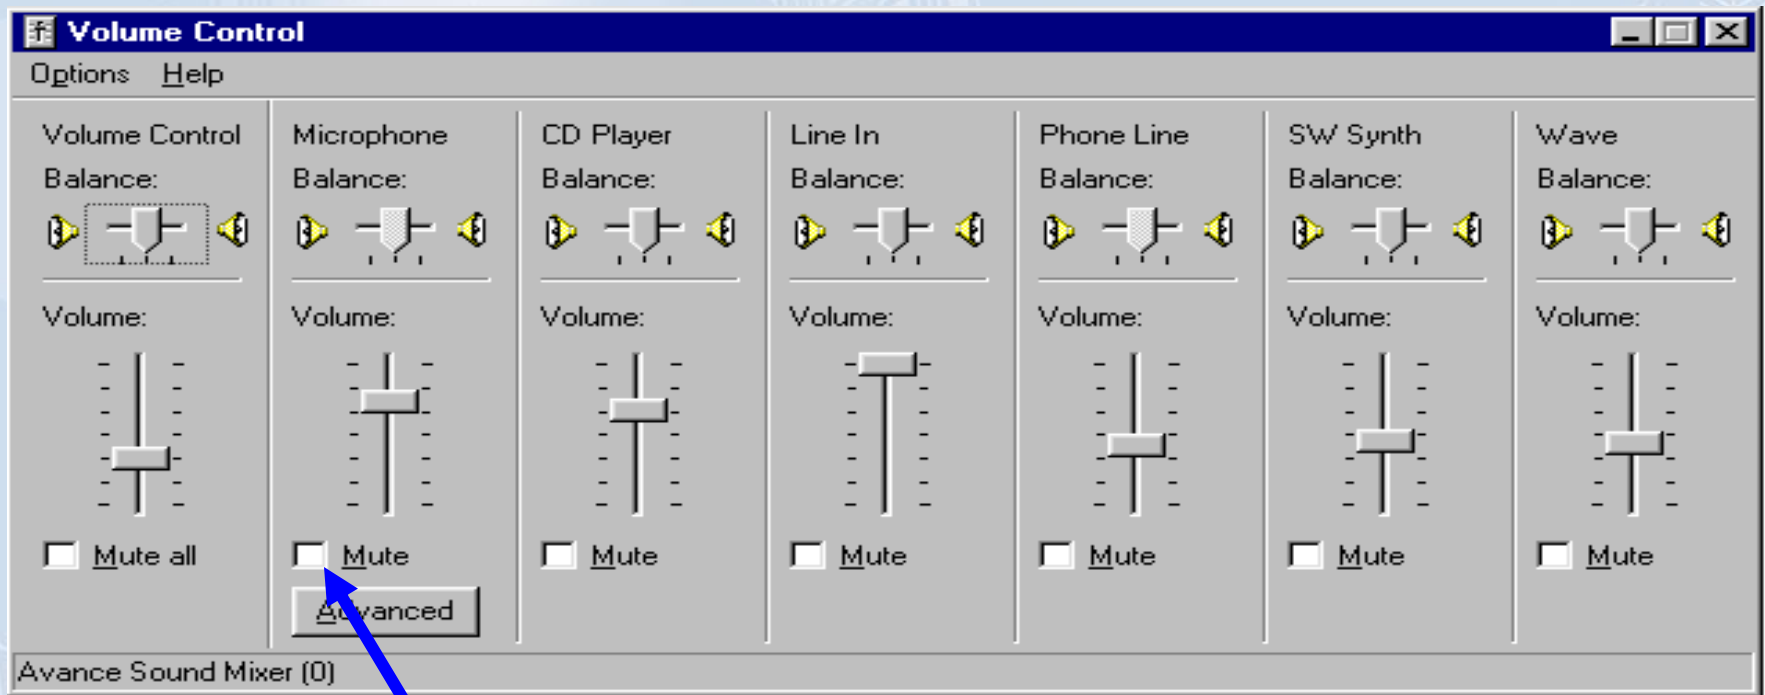 Volume Control
Options Help
Volume Control Microphone CD Player Line In Phone Line SW Synth Wave
Balance: Balance: Balance: Balance: Balance: Balance: Balance:
Volume: Volume: Volume: Volume: Volume: Volume: Volume:
Mute all Mute Mute Mute Mute Mute Mute
Advanced
Avance Sound Mixer (0)